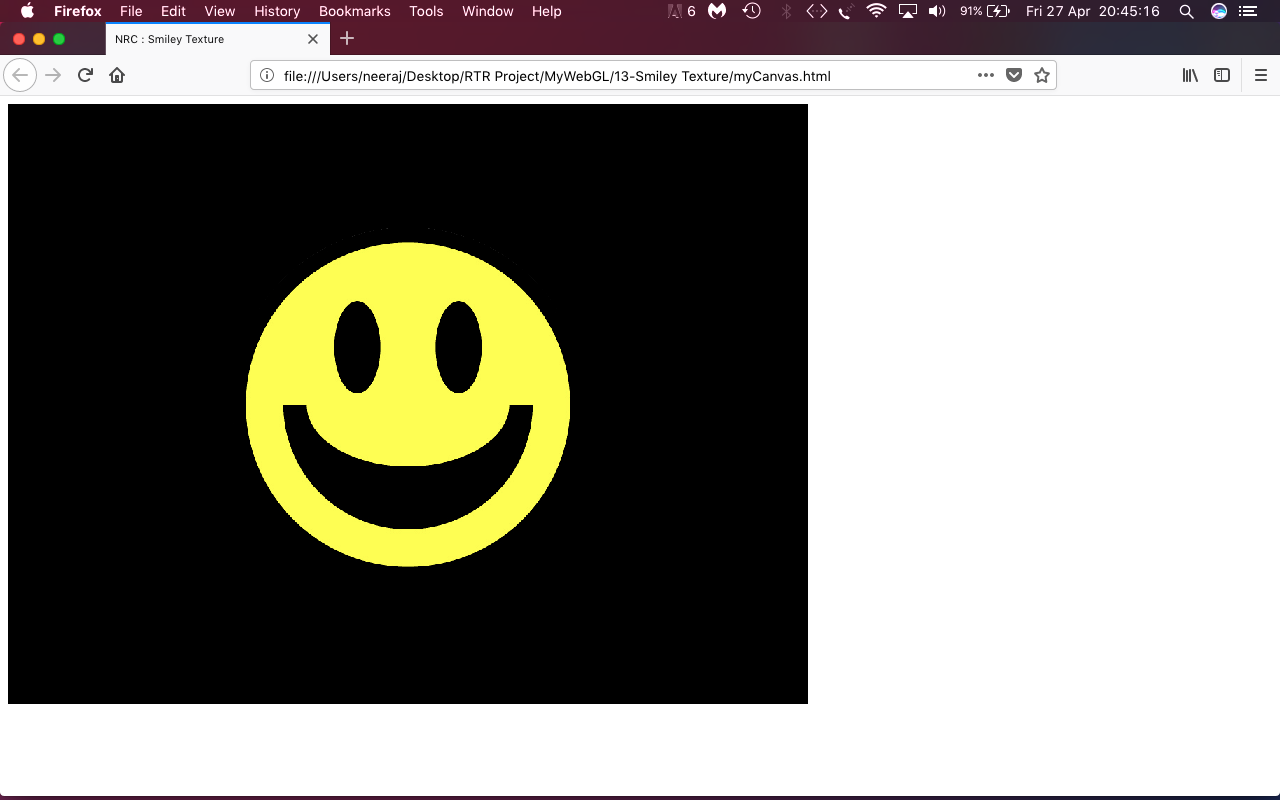 Firefox File Edit View History Bookmarks Tools Window Help 6 91% Fri 27 Apr 20:45:16
NRC : Smiley Texture
file:///Users/neeraj/Desktop/RTR Project/MyWebGL/13-Smiley Texture/myCanvas.html